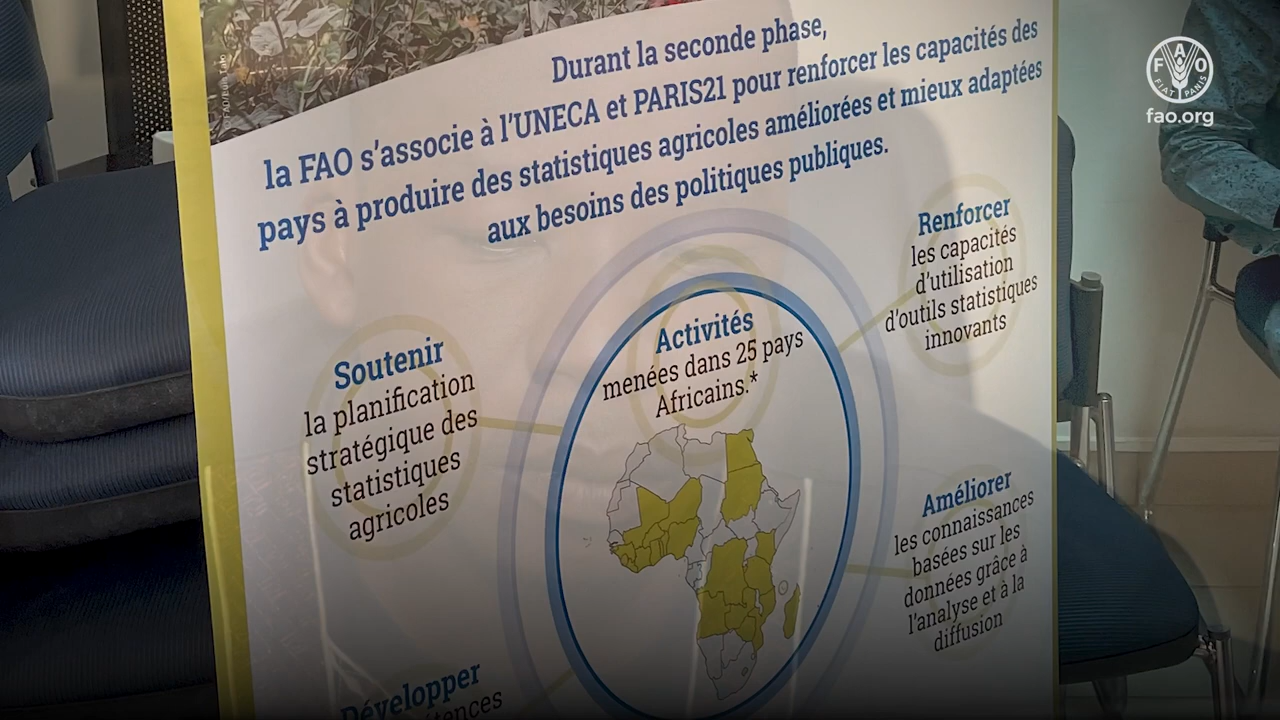 Durant la seconde phase,
la FAO s'associe à l'UNECA et PARIS21 pour renforcer les capacités des
pays à produire des statistiques agricoles améliorées et mieux adaptées
aux besoins des politiques publiques.
Soutenir
la planification
stratégique des
statistiques
agricoles
Activités
menées dans 25 pays
Africains.*
Renforcer
les capacités
d'utilisation
d'outils statistiques
innovants
Améliorer
les connaissances
basées sur les
données grâce à
l'analyse et à la
diffusion
Développer
F A O
FIAT PANIS
fao.org